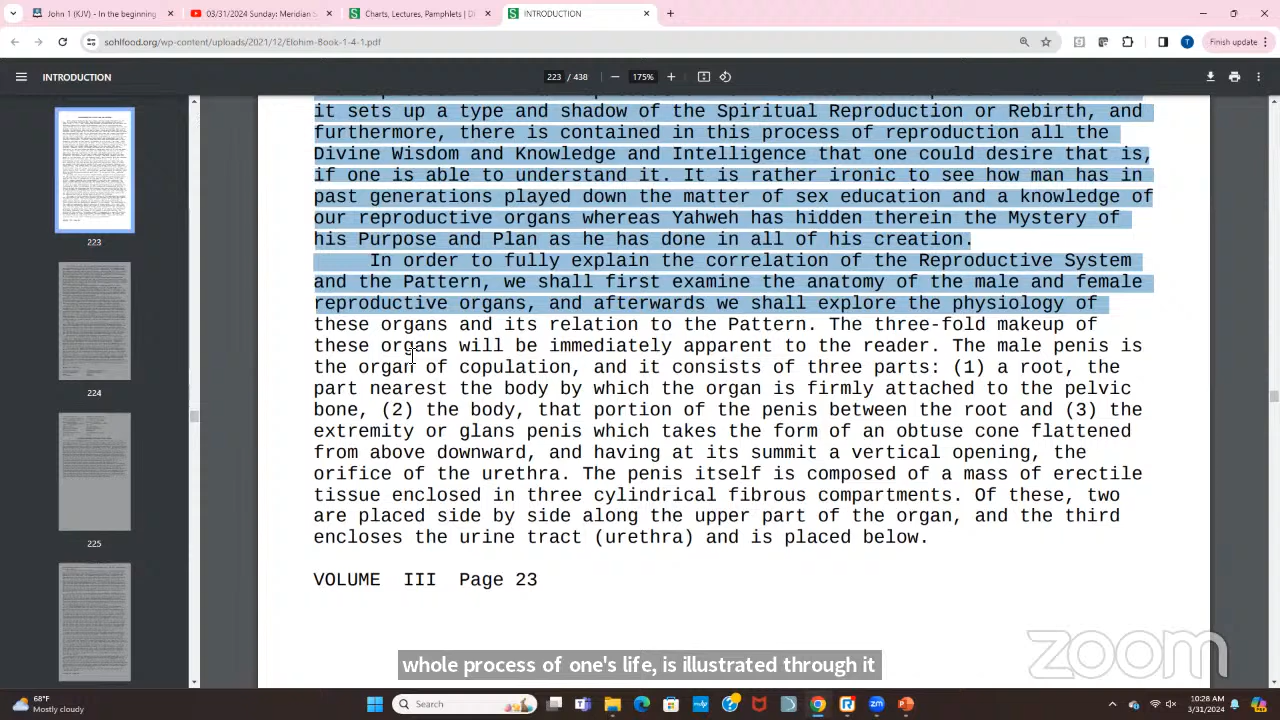 John 1 (KJV) - In the beginning
03/31/2024 Sunday: Meridian S
Charts, Lectures, Pamphlets | Di
INTRODUCTION
sohlfood.org/wp-content/uploads/2021/12/Elohim-Book-1-4-1.pdf
Finish update
INTRODUCTION
223 / 438
175%
it sets up a type and shadow of the Spiritual Reproduction or Rebirth, and
furthermore, there is contained in this process of reproduction all the
Divine Wisdom and Knowledge and Intelligence that one could desire that is,
if one is able to understand it. It is rather ironic to see how man has in
past generations played down the matter of sex education and a knowledge of
our reproductive organs whereas Yahweh has hidden therein the Mystery of
his Purpose and Plan as he has done in all of his creation.
In order to fully explain the correlation of the Reproductive System
and the Pattern, we shall first examine the anatomy of the male and female
reproductive organs, and afterwards we shall explore the physiology of
these organs and its relation to the Pattern. The three-fold makeup of
these organs will be immediately apparent to the reader. The male penis is
the organ of copulation, and it consists of three parts: (1) a root, the
part nearest the body by which the organ is firmly attached to the pelvic
bone, (2) the body, that portion of the penis between the root and (3) the
extremity or glans penis which takes the form of an obtuse cone flattened
from above downward, and having at its summit a vertical opening, the
orifice of the urethra. The penis itself is composed of a mass of erectile
tissue enclosed in three cylindrical fibrous compartments. Of these, two
are placed side by side along the upper part of the organ, and the third
encloses the urine tract (urethra) and is placed below.
VOLUME III Page 23
223
224
225
zoom
whole process of one's life, is illustrated through it
68°F
Mostly cloudy
Search
10:28 AM
3/31/2024